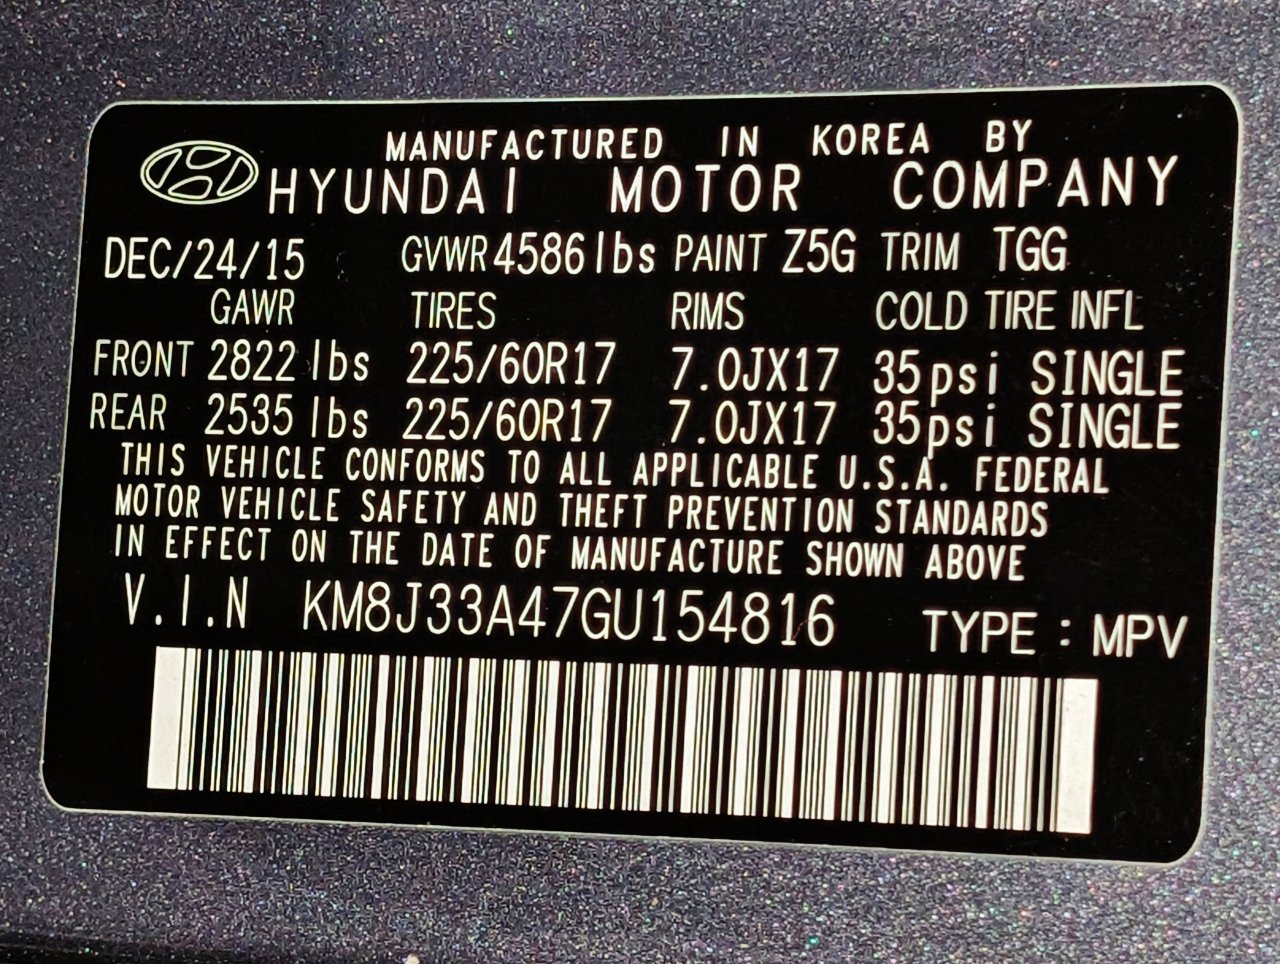 MANUFACTURED IN KOREA BY
HYUNDAI MOTOR COMPANY
DEC/24/15 GVWR 4586 lbs PAINT Z5G TRIM TGG
GAWR TIRES RIMS COLD TIRE INFL
FRONT 2822 lbs 225/60R17 7.0JX17 35psi SINGLE
REAR 2535 lbs 225/60R17 7.0JX17 35psi SINGLE
THIS VEHICLE CONFORMS TO ALL APPLICABLE U.S.A. FEDERAL
MOTOR VEHICLE SAFETY AND THEFT PREVENTION STANDARDS
IN EFFECT ON THE DATE OF MANUFACTURE SHOWN ABOVE
V.I.N KM8J33A47GU154816 TYPE : MPV